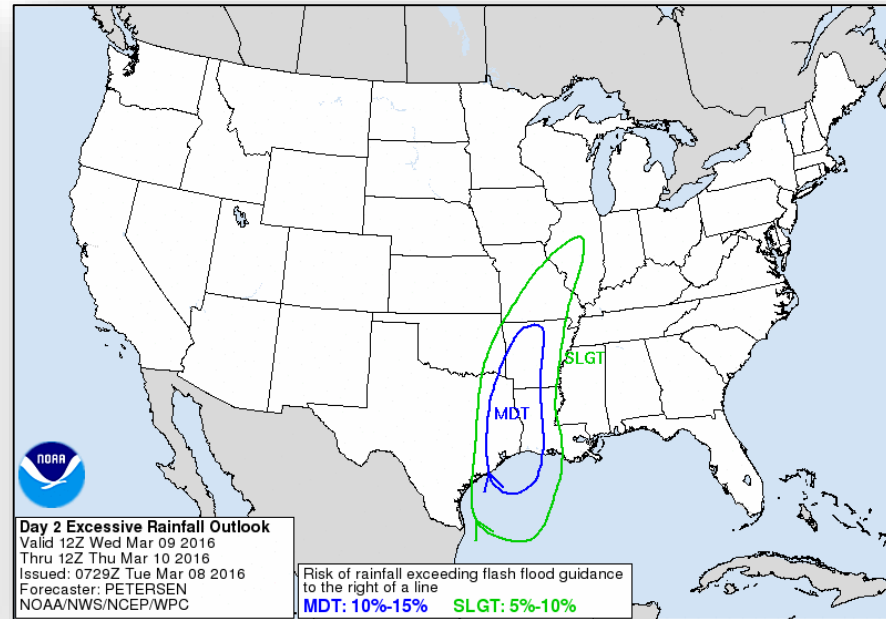 SLGT
MDT
NOAA
Day 2 Excessive Rainfall Outlook
Valid 12Z Wed Mar 09 2016
Thru 12Z Thu Mar 10 2016
Issued: 0729Z Tue Mar 08 2016
Forecaster: PETERSEN
NOAA/NWS/NCEP/WPC
Risk of rainfall exceeding flash flood guidance
to the right of a line
MDT: 10%-15% SLGT: 5%-10%